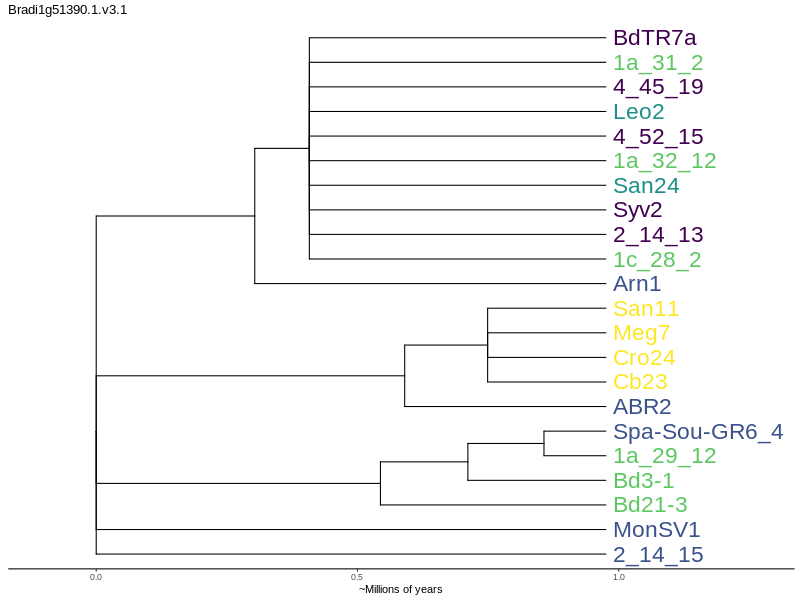 Bradi1g51390.1.v3.1
BdTR7a
1a_31_2
4_45_19
Leo2
4_52_15
1a_32_12
San24
Syv2
2_14_13
1c_28_2
Arn1
San11
Meg7
Cro24
Cb23
ABR2
Spa-Sou-GR6_4
1a_29_12
Bd3-1
Bd21-3
MonSV1
2_14_15
0.0 0.5 1.0
~Millions of years